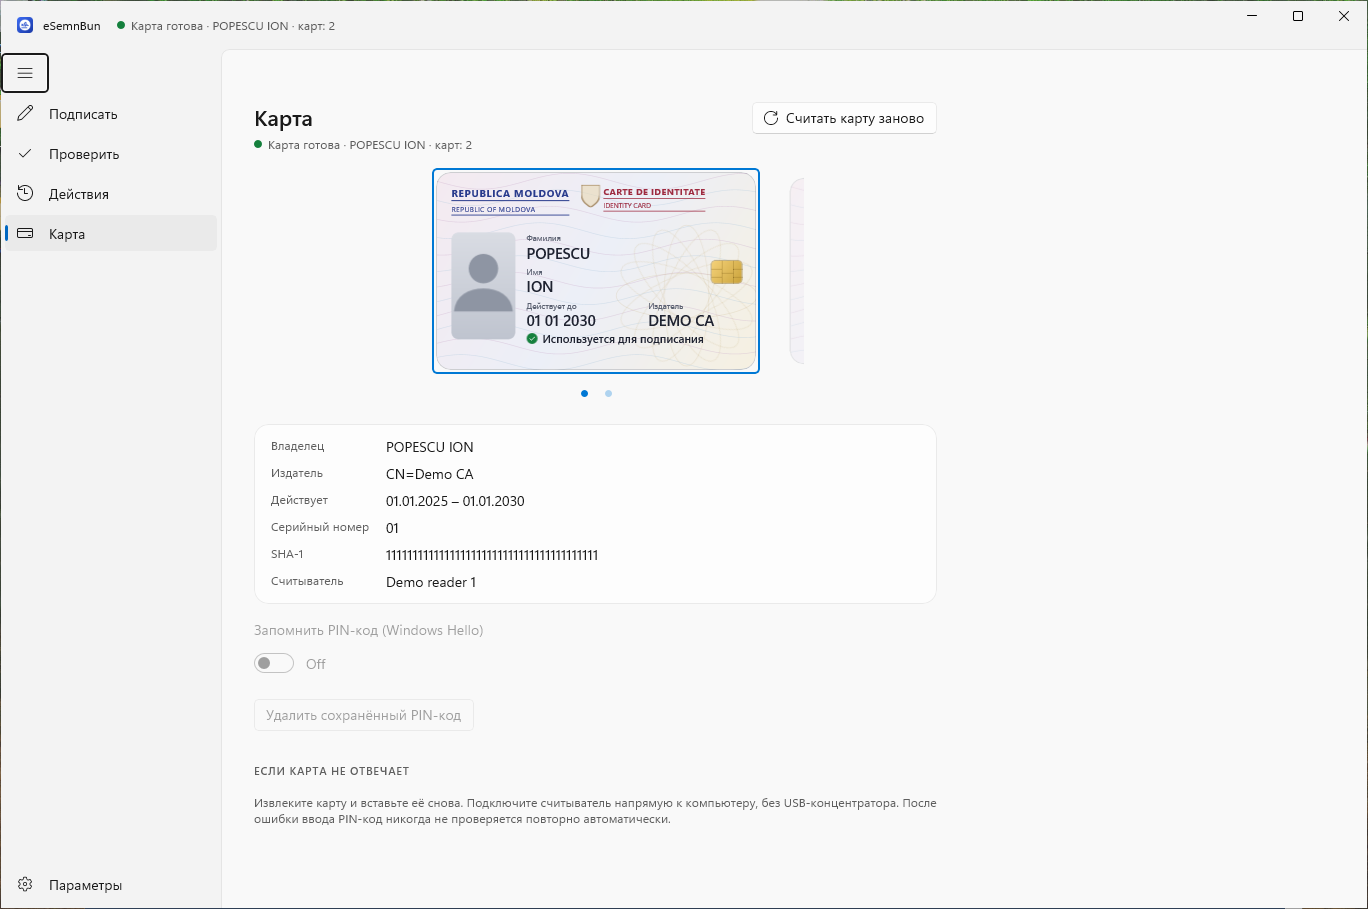 eSemnBun
Карта готова · POPESCU ION · карт: 2
Подписать
Проверить
Действия
Карта
Параметры
Карта
Считать карту заново
Карта готова · POPESCU ION · карт: 2
REPUBLICA MOLDOVA
REPUBLIC OF MOLDOVA
CARTE DE IDENTITATE
IDENTITY CARD
Фамилия
POPESCU
Имя
ION
Действует до
01 01 2030
Издатель
DEMO CA
Используется для подписания
Владелец POPESCU ION
Издатель CN=Demo CA
Действует 01.01.2025 – 01.01.2030
Серийный номер 01
SHA-1 1111111111111111111111111111111111111111
Считыватель Demo reader 1
Запомнить PIN-код (Windows Hello)
Off
Удалить сохранённый PIN-код
ЕСЛИ КАРТА НЕ ОТВЕЧАЕТ
Извлеките карту и вставьте её снова. Подключите считыватель напрямую к компьютеру, без USB-концентратора. После
ошибки ввода PIN-код никогда не проверяется повторно автоматически.